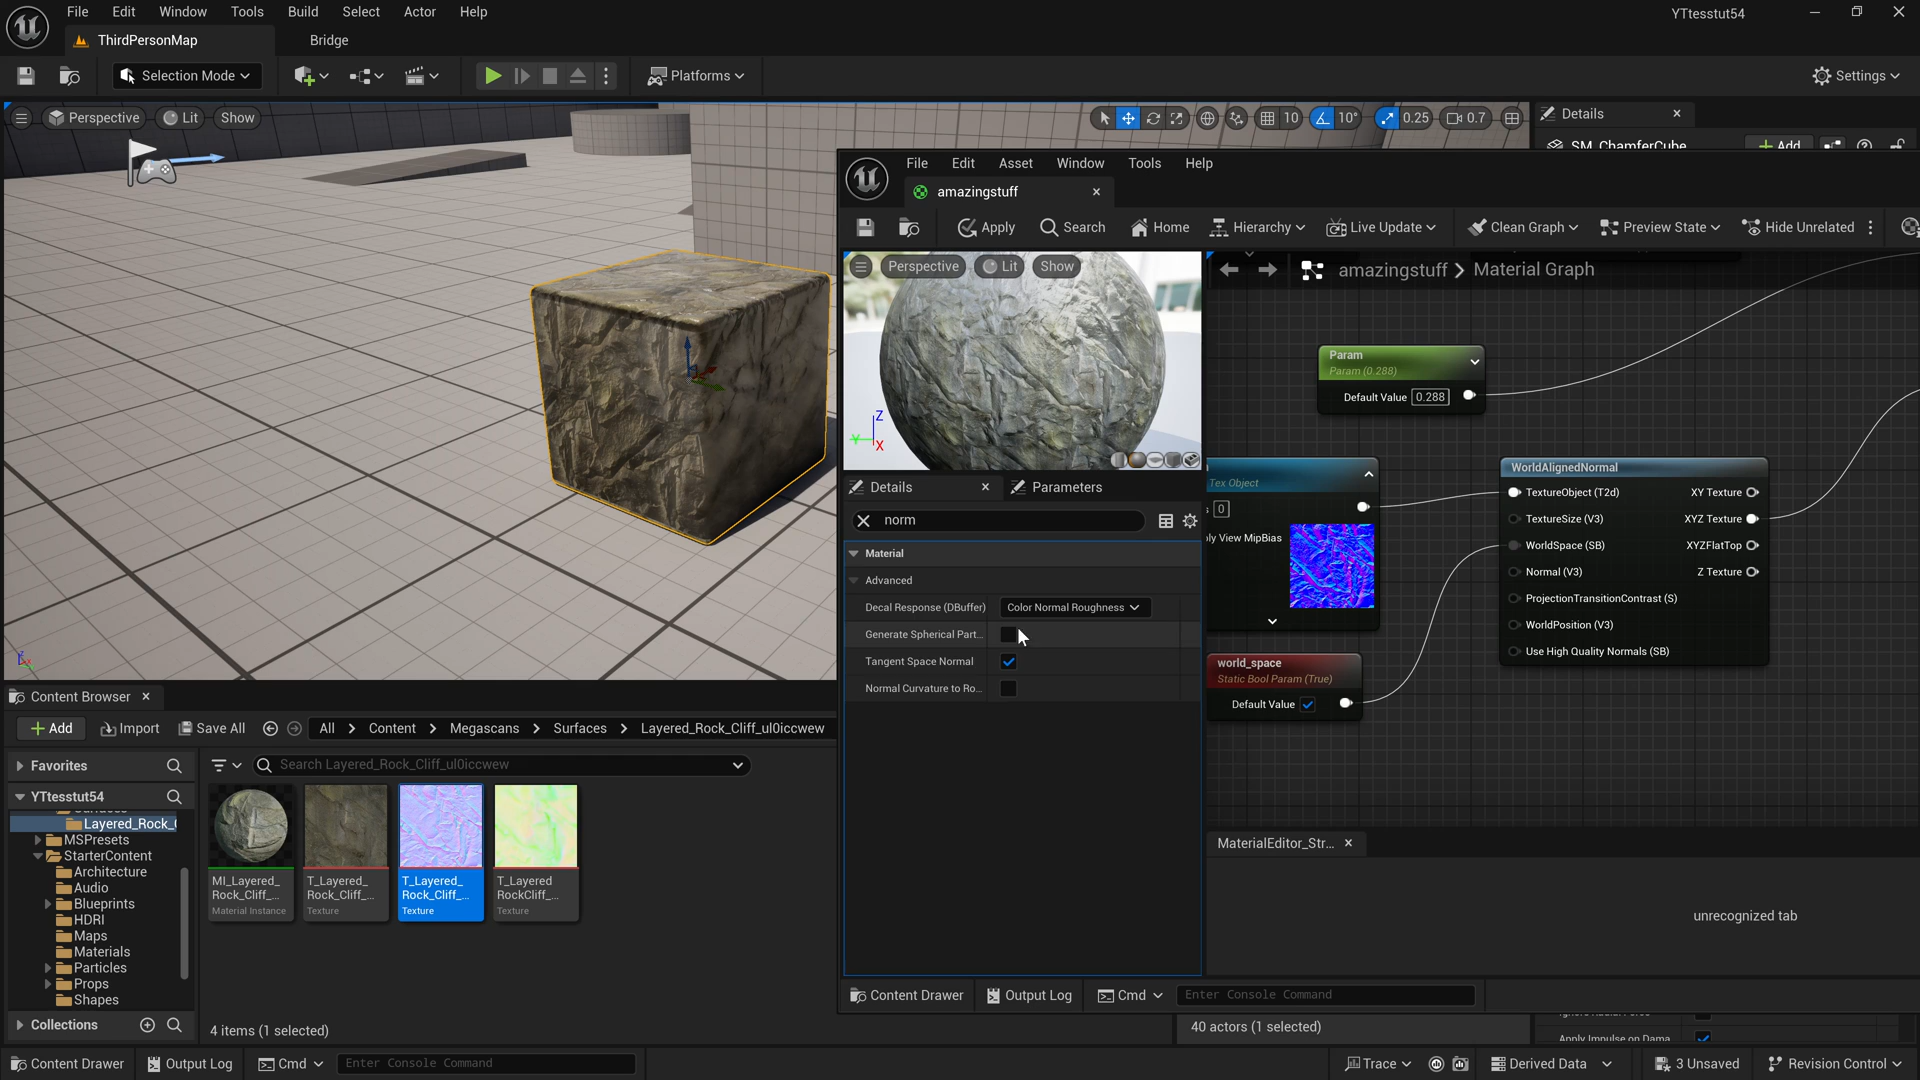 File Edit Window Tools Build Select Actor Help
YTtesstut54
ThirdPersonMap
Bridge
Selection Mode
Platforms
Settings
Perspective Lit Show
10 10° 0.25 0.7
Details
SM_ChamferCube
Add
File Edit Asset Window Tools Help
amazingstuff
Apply Search Home Hierarchy Live Update Clean Graph Preview State Hide Unrelated
Perspective Lit Show
Z
Y
X
amazingstuff > Material Graph
Param
Param (0.288)
Default Value 0.288
Tex Object
0
ply View MipBias
WorldAlignedNormal
TextureObject (T2d) XY Texture
TextureSize (V3) XYZ Texture
WorldSpace (SB) XYZFlatTop
Normal (V3) Z Texture
ProjectionTransitionContrast (S)
WorldPosition (V3)
Use High Quality Normals (SB)
world_space
Static Bool Param (True)
Default Value
Details Parameters
norm
Material
Advanced
Decal Response (DBuffer) Color Normal Roughness
Generate Spherical Part...
Tangent Space Normal
Normal Curvature to Ro...
MaterialEditor_Str...
unrecognized tab
Content Drawer Output Log Cmd Enter Console Command
Content Browser
Add Import Save All All > Content > Megascans > Surfaces > Layered_Rock_Cliff_ul0iccwew
Favorites
Search Layered_Rock_Cliff_ul0iccwew
YTtesstut54
Layered_Rock_
MSPresets
StarterContent
Architecture
Audio
Blueprints
HDRI
Maps
Materials
Particles
Props
Shapes
Collections
MI_Layered_
Rock_Cliff_...
Material Instance
T_Layered_
Rock_Cliff_...
Texture
T_Layered_
Rock_Cliff_...
Texture
T_Layered
RockCliff_...
Texture
4 items (1 selected)
40 actors (1 selected)
Apply Impulse on Dama
Content Drawer Output Log Cmd Enter Console Command
Trace Derived Data 3 Unsaved Revision Control